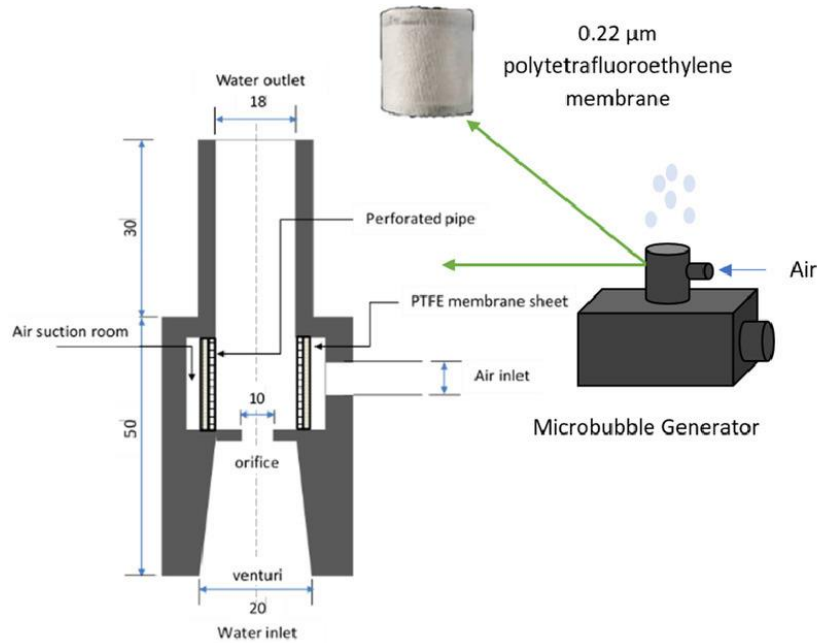 0.22 µm
polytetrafluoroethylene
membrane
Water outlet
18
30
Perforated pipe
Air
PTFE membrane sheet
Air suction room
Air inlet
10
50
Microbubble Generator
orifice
venturi
20
Water inlet